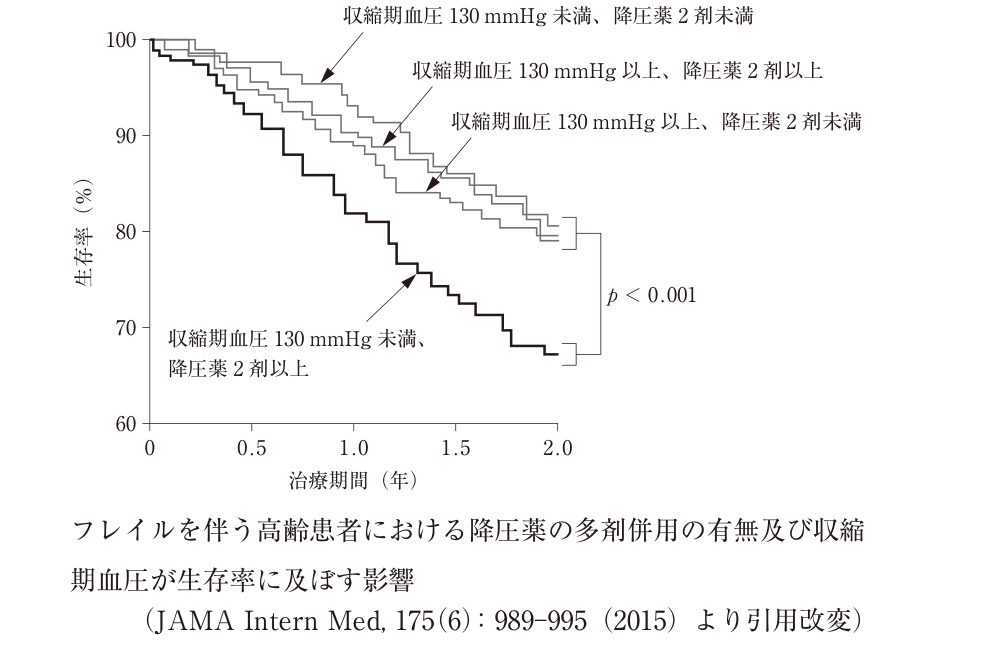 収縮期血圧 130 mmHg 未満、降圧薬 2 剤未満
100
収縮期血圧 130 mmHg 以上、降圧薬 2 剤以上
収縮期血圧 130 mmHg 以上、降圧薬 2 剤未満
90
生存率（%）
80
p < 0.001
70
収縮期血圧 130 mmHg 未満、
降圧薬 2 剤以上
60
0 0.5 1.0 1.5 2.0
治療期間（年）
フレイルを伴う高齢患者における降圧薬の多剤併用の有無及び収縮
期血圧が生存率に及ぼす影響
（JAMA Intern Med, 175(6)：989-995（2015）より引用改変）